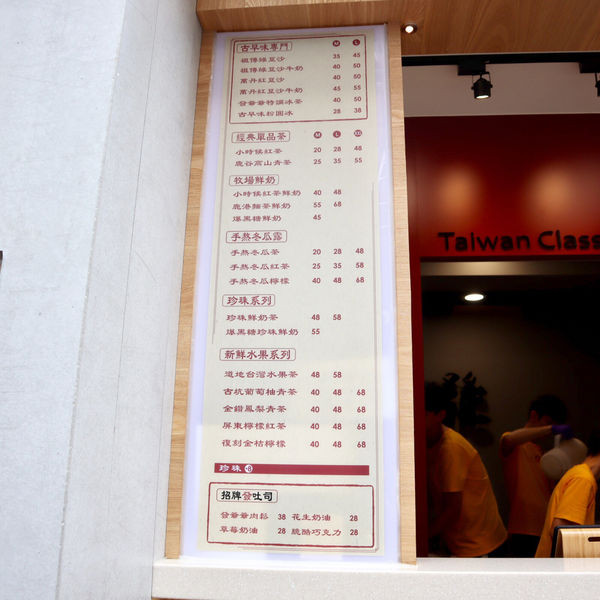 古早味專門 M L
祖傳綠豆沙 35 45
祖傳綠豆沙牛奶 40 50
萬丹紅豆沙 40 50
萬丹紅豆沙牛奶 45 55
發爺爺特調冰茶 40 50
古早味粉圓冰 28 38
經典單品茶 M L XL
小時侯紅茶 20 28 48
鹿谷高山青茶 25 35 55
牧場鮮奶
小時侯紅茶鮮奶 40 48
鹿港麵茶鮮奶 55 68
爆黑糖鮮奶 45
手熬冬瓜露
手熬冬瓜茶 20 28 48
手熬冬瓜紅茶 25 35 58
手熬冬瓜檸檬 40 48 68
珍珠系列
珍珠鮮奶茶 48 58
爆黑糖珍珠鮮奶 55
新鮮水果系列
道地台灣水果茶 48 58
古坑葡萄柚青茶 40 48 68
金鑽鳳梨青茶 40 48 68
屏東檸檬紅茶 40 48 68
復刻金桔檸檬 40 48 68
珍珠
招牌發吐司
發爺爺肉鬆 38 花生奶油 28
草莓奶油 28 脆酷巧克力 28
Taiwan Class